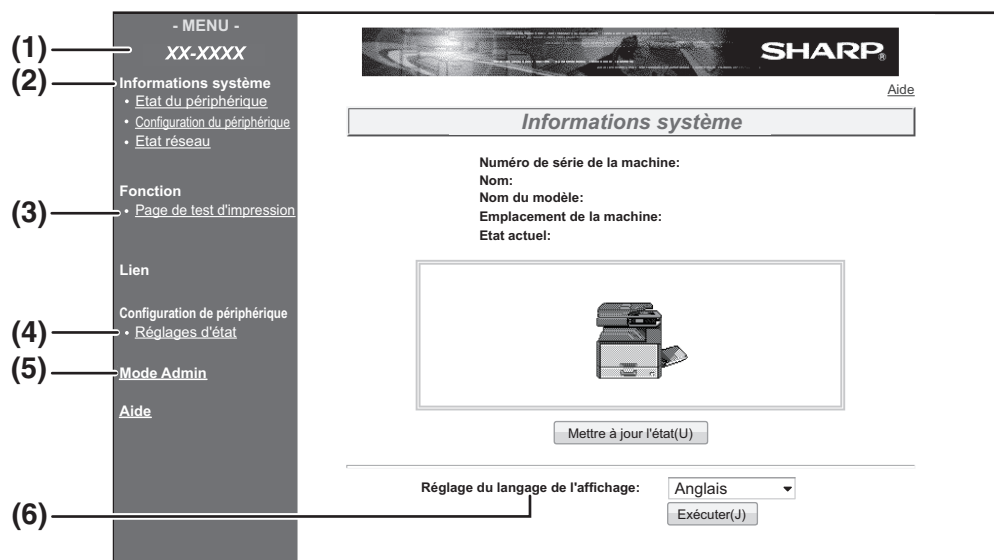 - MENU -
(1)
XX-XXXX
(2)
Informations système
• Etat du périphérique
• Configuration du périphérique
• Etat réseau
Fonction
(3)
• Page de test d'impression
Lien
Configuration de périphérique
(4)
• Réglages d'état
(5)
Mode Admin
Aide
SHARP®
Aide
Informations système
Numéro de série de la machine:
Nom:
Nom du modèle:
Emplacement de la machine:
Etat actuel:
Mettre à jour l'état(U)
(6)
Réglage du langage de l'affichage:
Anglais
Exécuter(J)